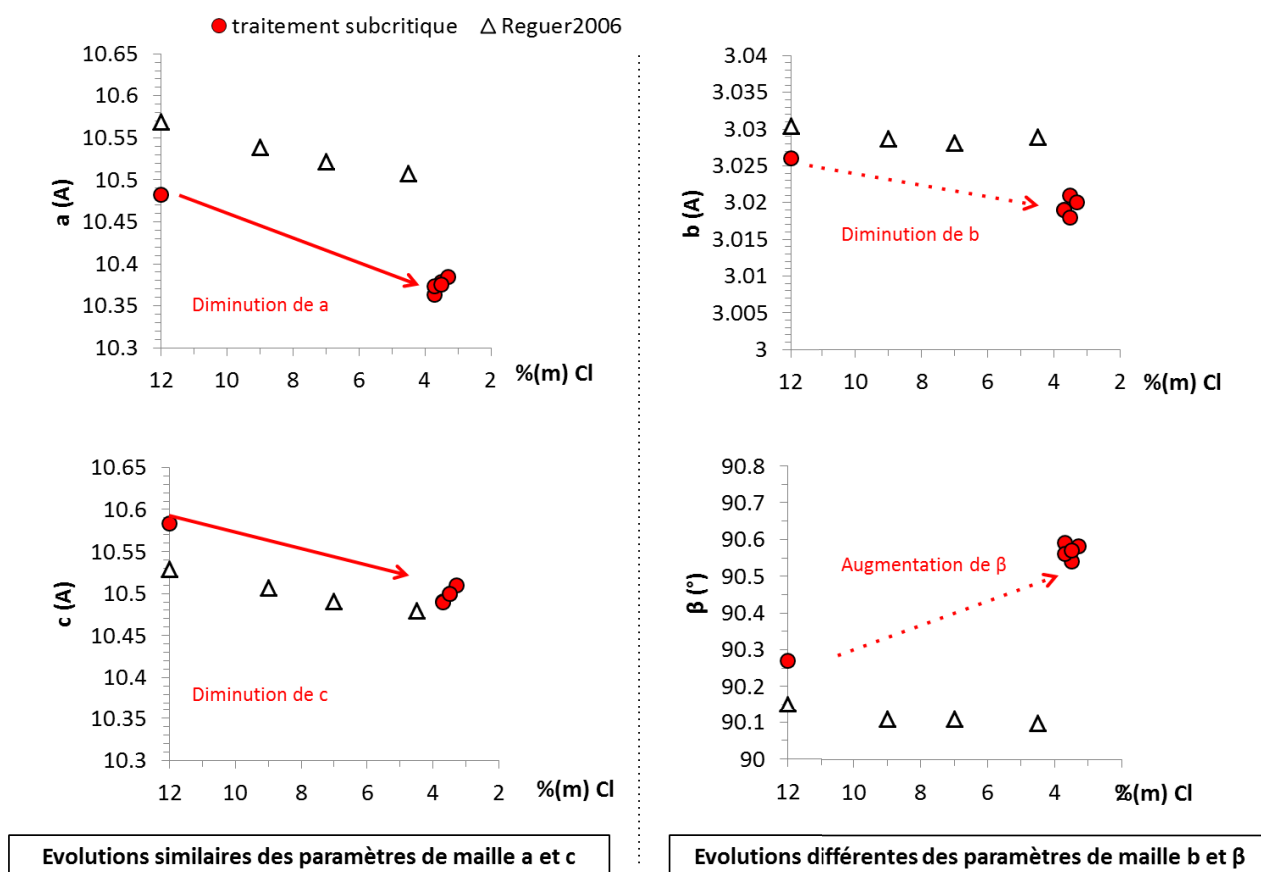 traitement subcritique Reguer2006
10.65
10.6
10.55
10.5
10.45
10.4
10.35
10.3
a (A)
Diminution de a
12 10 8 6 4 2 %(m) Cl
3.04
3.035
3.03
3.025
3.02
3.015
3.01
3.005
3
b (A)
Diminution de b
12 10 8 6 4 2 %(m) Cl
10.65
10.6
10.55
10.5
10.45
10.4
10.35
10.3
c (A)
Diminution de c
12 10 8 6 4 2 %(m) Cl
90.8
90.7
90.6
90.5
90.4
90.3
90.2
90.1
90
β (°)
Augmentation de β
12 10 8 6 4 2 %(m) Cl
Evolutions similaires des paramètres de maille a et c
Evolutions différentes des paramètres de maille b et β